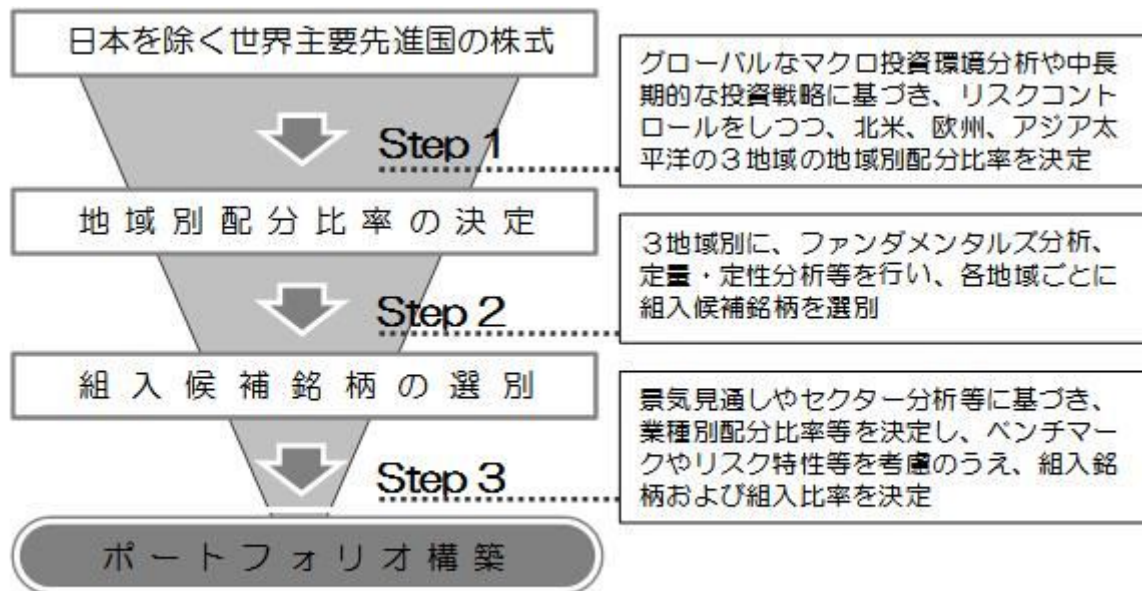 日本を除く世界主要先進国の株式
グローバルなマクロ投資環境分析や中長
期的な投資戦略に基づき、リスクコント
ロールをしつつ、北米、欧州、アジア太
平洋の３地域の地域別配分比率を決定
Step 1
地域別配分比率の決定
３地域別に、ファンダメンタルズ分析、
定量・定性分析等を行い、各地域ごとに
組入候補銘柄を選別
Step 2
組入候補銘柄の選別
景気見通しやセクター分析等に基づき、
業種別配分比率等を決定し、ベンチマー
クやリスク特性等を考慮のうえ、組入銘
柄および組入比率を決定
Step 3
ポートフォリオ構築